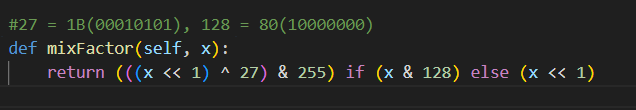 #27 = 1B(00010101), 128 = 80(10000000)
def mixFactor(self, x):
    return (((x << 1) ^ 27) & 255) if (x & 128) else (x << 1)